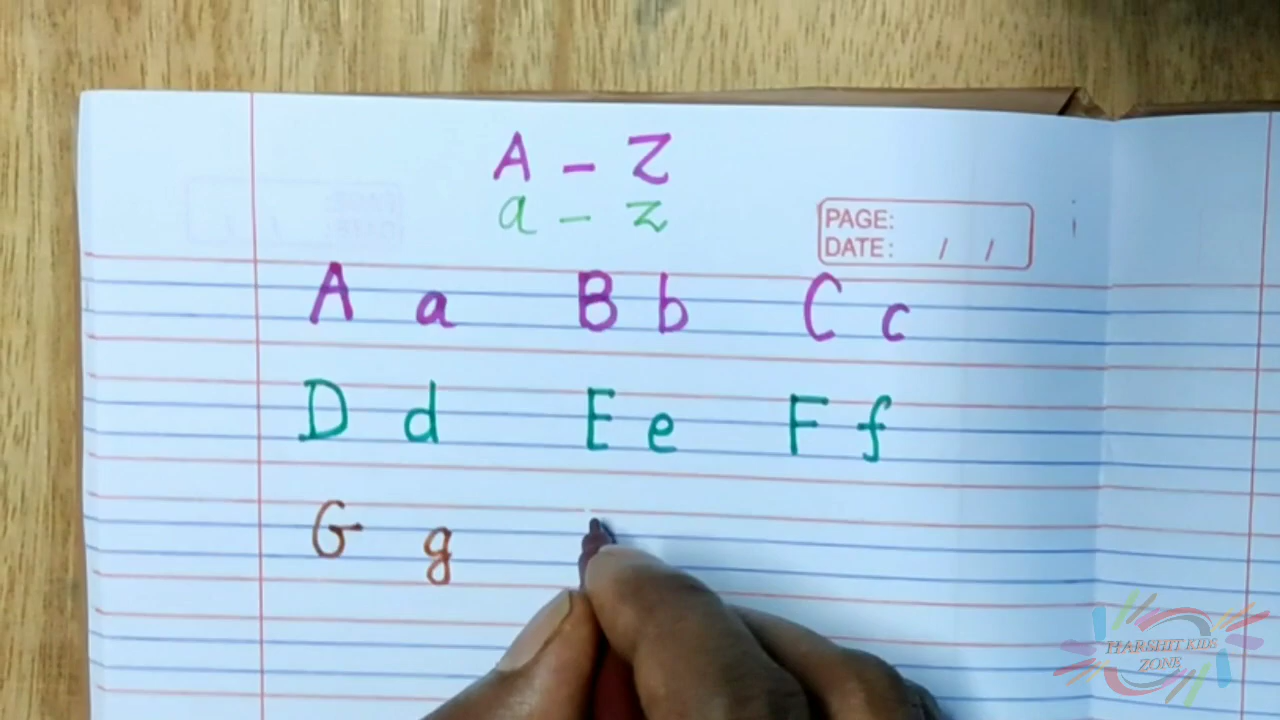 A – Z
a – z
PAGE:
DATE: / /
A a B b C c
D d E e F f
G g
HARSHIT KIDS
ZONE